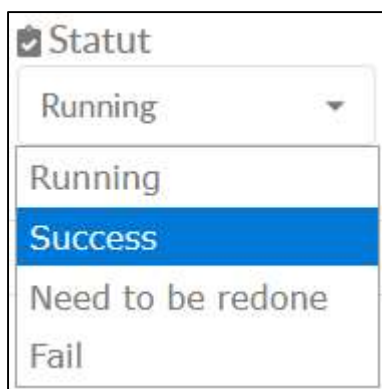 Statut
Running
Running
Success
Need to be redone
Fail